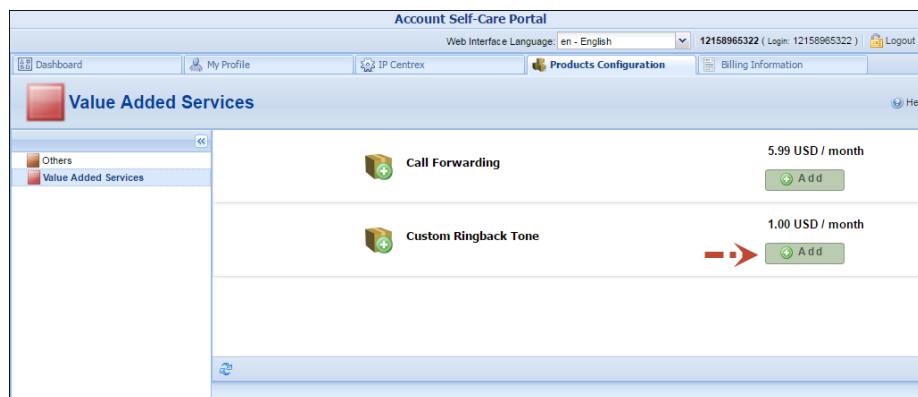 Account Self-Care Portal
Web Interface Language: en - English 12158965322 ( Login: 12158965322 ) Logout
Dashboard My Profile IP Centrex Products Configuration Billing Information
Value Added Services
He
Others
Value Added Services
Call Forwarding
5.99 USD / month
Add
Custom Ringback Tone
1.00 USD / month
Add